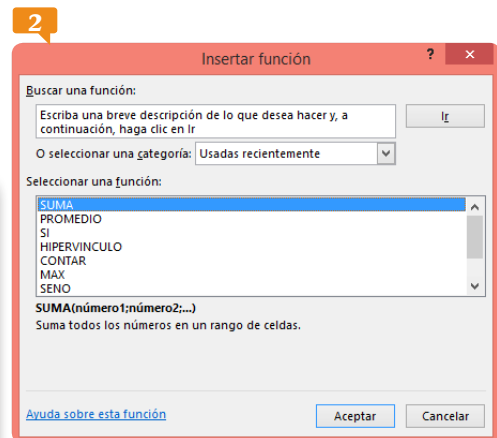 2
Insertar función
? ×
Buscar una función:
Escriba una breve descripción de lo que desea hacer y, a
continuación, haga clic en Ir
Ir
O seleccionar una categoría: Usadas recientemente
Seleccionar una función:
SUMA
PROMEDIO
SI
HIPERVINCULO
CONTAR
MAX
SENO
SUMA(número1;número2;...)
Suma todos los números en un rango de celdas.
Ayuda sobre esta función
Aceptar
Cancelar